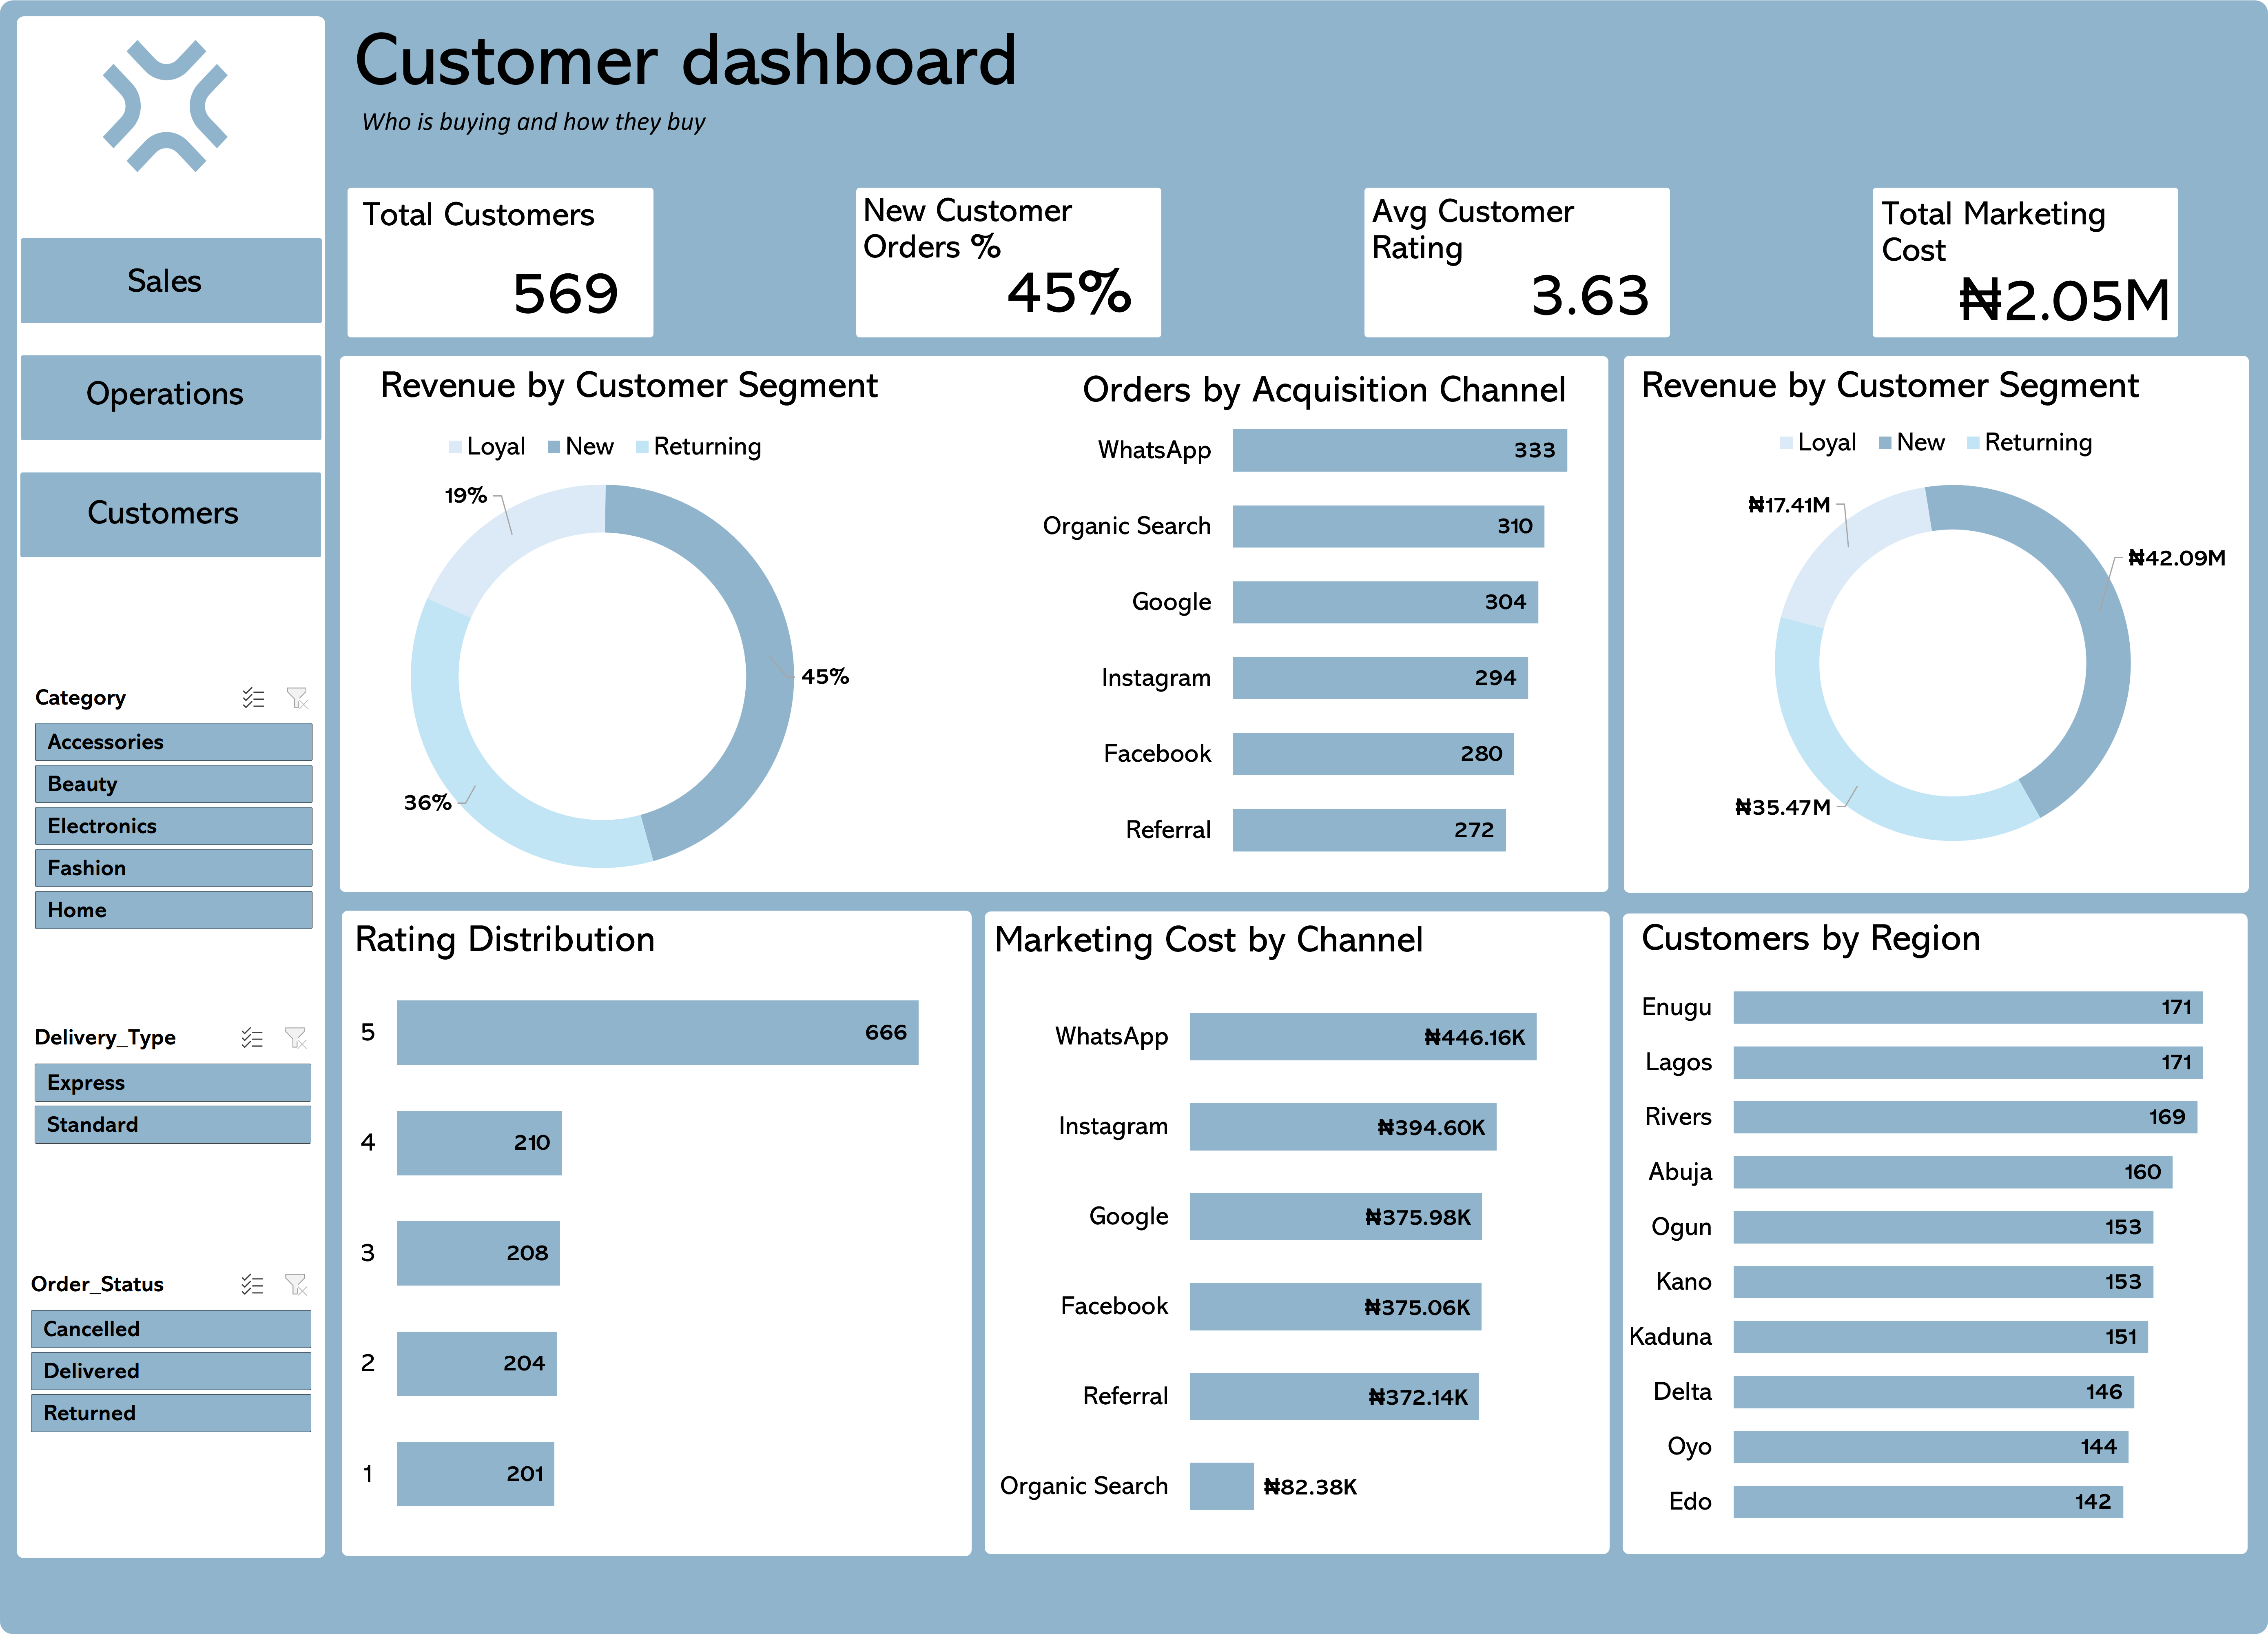 Customer dashboard
Who is buying and how they buy
Sales
Operations
Customers
Category
Accessories
Beauty
Electronics
Fashion
Home
Delivery_Type
Express
Standard
Order_Status
Cancelled
Delivered
Returned
Total Customers
569
New Customer
Orders %
45%
Avg Customer
Rating
3.63
Total Marketing
Cost
₦2.05M
Revenue by Customer Segment
Loyal New Returning
19%
45%
36%
Orders by Acquisition Channel
WhatsApp 333
Organic Search 310
Google 304
Instagram 294
Facebook 280
Referral 272
Revenue by Customer Segment
Loyal New Returning
₦17.41M
₦42.09M
₦35.47M
Rating Distribution
5 666
4 210
3 208
2 204
1 201
Marketing Cost by Channel
WhatsApp ₦446.16K
Instagram ₦394.60K
Google ₦375.98K
Facebook ₦375.06K
Referral ₦372.14K
Organic Search ₦82.38K
Customers by Region
Enugu 171
Lagos 171
Rivers 169
Abuja 160
Ogun 153
Kano 153
Kaduna 151
Delta 146
Oyo 144
Edo 142